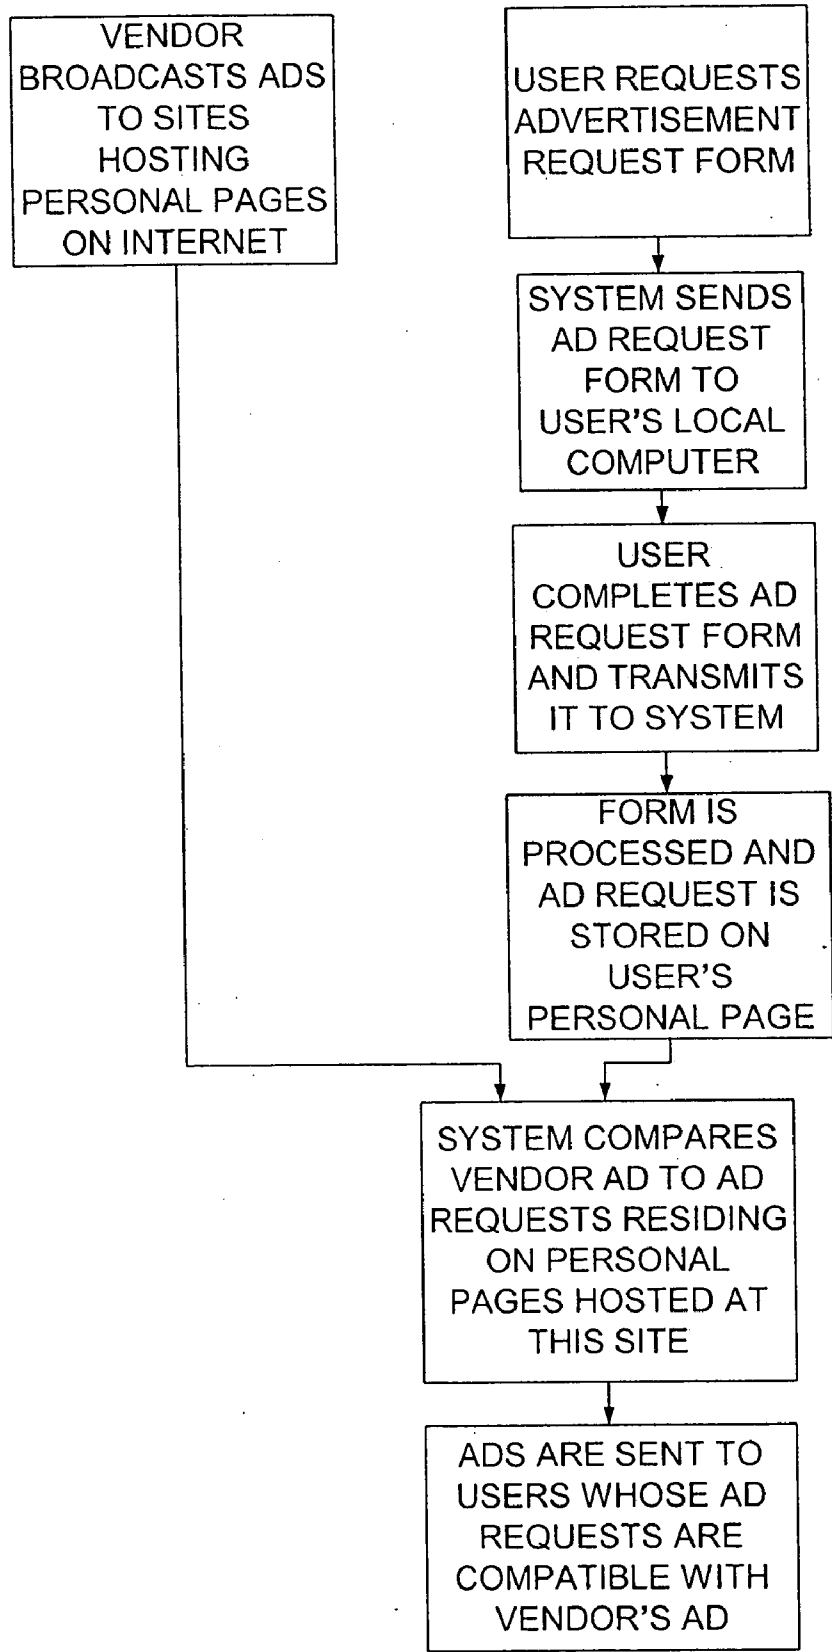 VENDOR
BROADCASTS ADS
TO SITES
HOSTING
PERSONAL PAGES
ON INTERNET
USER REQUESTS
ADVERTISEMENT
REQUEST FORM
SYSTEM SENDS
AD REQUEST
FORM TO
USER'S LOCAL
COMPUTER
USER
COMPLETES AD
REQUEST FORM
AND TRANSMITS
IT TO SYSTEM
FORM IS
PROCESSED AND
AD REQUEST IS
STORED ON
USER'S
PERSONAL PAGE
SYSTEM COMPARES
VENDOR AD TO AD
REQUESTS RESIDING
ON PERSONAL
PAGES HOSTED AT
THIS SITE
ADS ARE SENT TO
USERS WHOSE AD
REQUESTS ARE
COMPATIBLE WITH
VENDOR'S AD